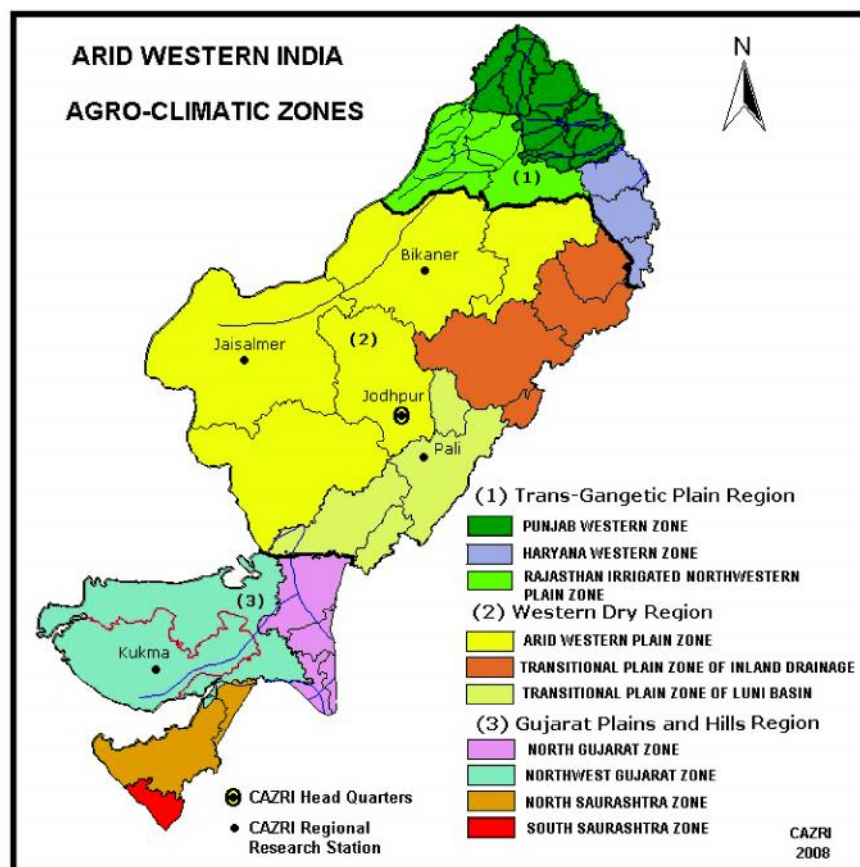 ARID WESTERN INDIA
AGRO-CLIMATIC ZONES
N
(1)
Bikaner
Jaisalmer
(2)
Jodhpur
Pali
(3)
Kukma
(1) Trans-Gangetic Plain Region
PUNJAB WESTERN ZONE
HARYANA WESTERN ZONE
RAJASTHAN IRRIGATED NORTHWESTERN
PLAIN ZONE
(2) Western Dry Region
ARID WESTERN PLAIN ZONE
TRANSITIONAL PLAIN ZONE OF INLAND DRAINAGE
TRANSITIONAL PLAIN ZONE OF LUNI BASIN
(3) Gujarat Plains and Hills Region
NORTH GUJARAT ZONE
NORTHWEST GUJARAT ZONE
NORTH SAURASHTRA ZONE
SOUTH SAURASHTRA ZONE
CAZRI Head Quarters
CAZRI Regional
Research Station
CAZRI
2008